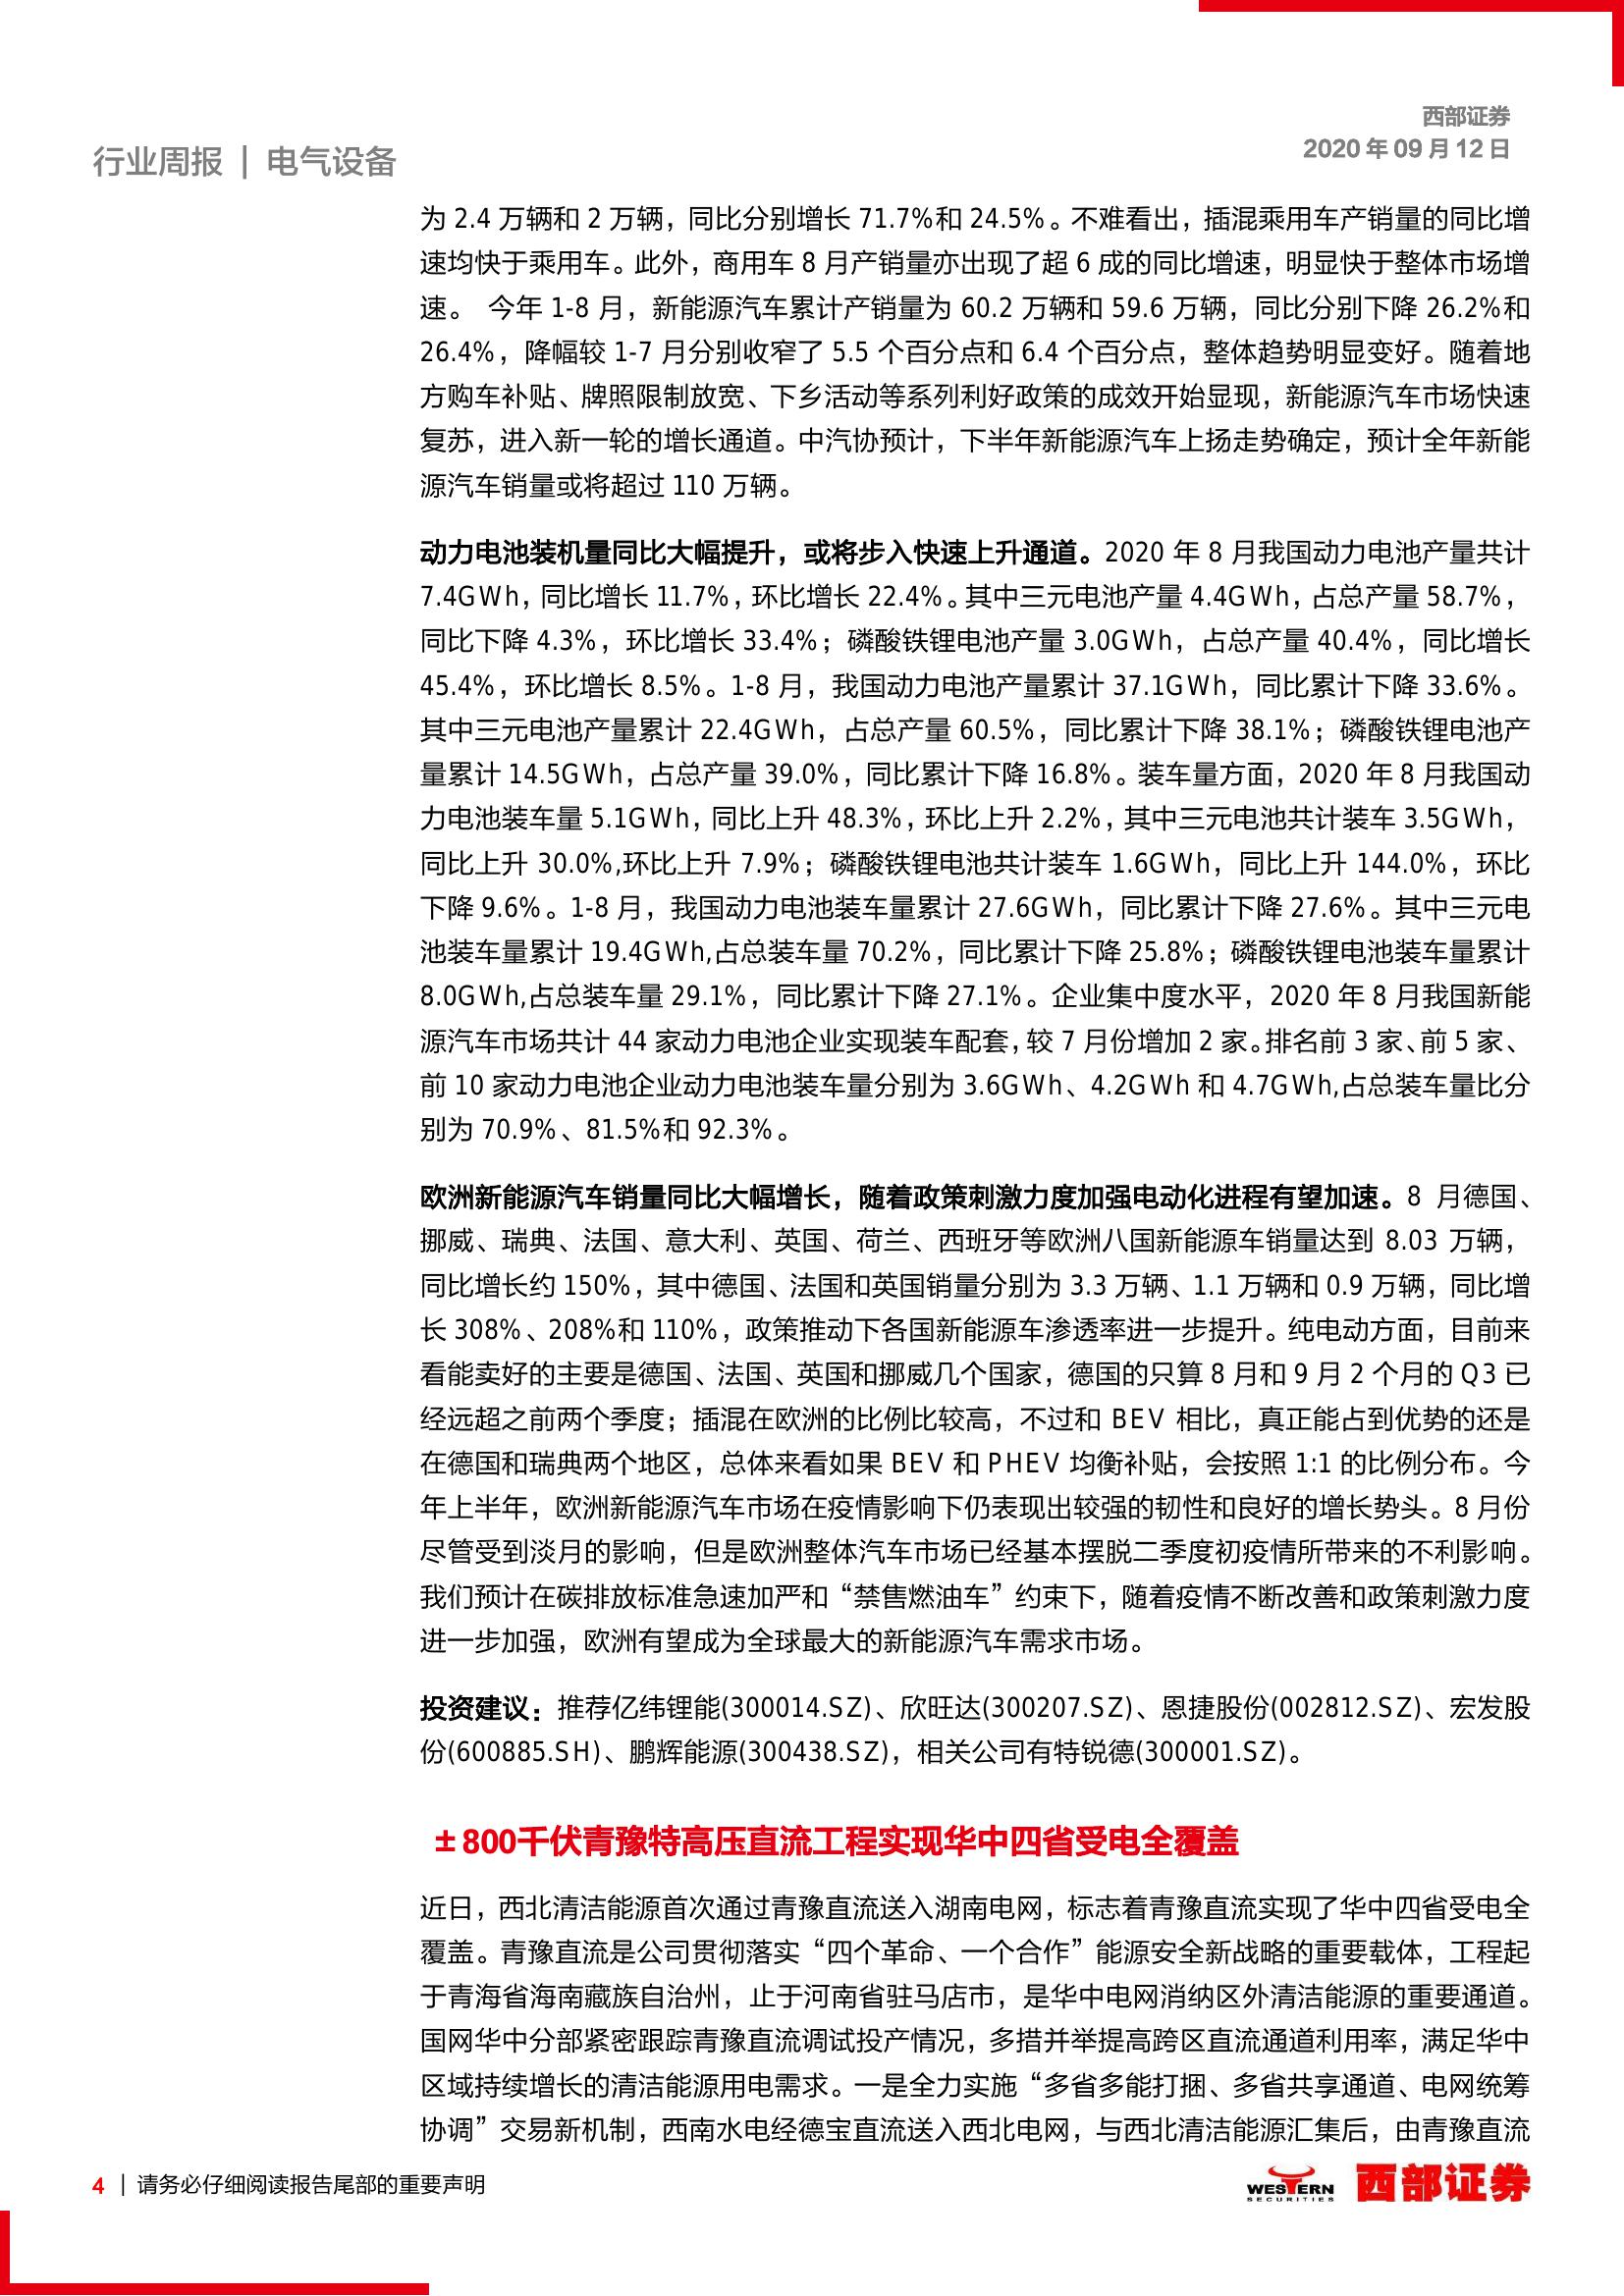 西部证券
2020 年 09 月 12 日
行业周报 | 电气设备
为 2.4 万辆和 2 万辆，同比分别增长 71.7%和 24.5%。不难看出，插混乘用车产销量的同比增
速均快于乘用车。此外，商用车 8 月产销量亦出现了超 6 成的同比增速，明显快于整体市场增
速。 今年 1-8 月，新能源汽车累计产销量为 60.2 万辆和 59.6 万辆，同比分别下降 26.2%和
26.4%，降幅较 1-7 月分别收窄了 5.5 个百分点和 6.4 个百分点，整体趋势明显变好。随着地
方购车补贴、牌照限制放宽、下乡活动等系列利好政策的成效开始显现，新能源汽车市场快速
复苏，进入新一轮的增长通道。中汽协预计，下半年新能源汽车上扬走势确定，预计全年新能
源汽车销量或将超过 110 万辆。
动力电池装机量同比大幅提升，或将步入快速上升通道。2020 年 8 月我国动力电池产量共计
7.4GWh，同比增长 11.7%，环比增长 22.4%。其中三元电池产量 4.4GWh，占总产量 58.7%，
同比下降 4.3%，环比增长 33.4%；磷酸铁锂电池产量 3.0GWh，占总产量 40.4%，同比增长
45.4%，环比增长 8.5%。1-8 月，我国动力电池产量累计 37.1GWh，同比累计下降 33.6%。
其中三元电池产量累计 22.4GWh，占总产量 60.5%，同比累计下降 38.1%；磷酸铁锂电池产
量累计 14.5GWh，占总产量 39.0%，同比累计下降 16.8%。装车量方面，2020 年 8 月我国动
力电池装车量 5.1GWh，同比上升 48.3%，环比上升 2.2%，其中三元电池共计装车 3.5GWh，
同比上升 30.0%,环比上升 7.9%；磷酸铁锂电池共计装车 1.6GWh，同比上升 144.0%，环比
下降 9.6%。1-8 月，我国动力电池装车量累计 27.6GWh，同比累计下降 27.6%。其中三元电
池装车量累计 19.4GWh,占总装车量 70.2%，同比累计下降 25.8%；磷酸铁锂电池装车量累计
8.0GWh,占总装车量 29.1%，同比累计下降 27.1%。企业集中度水平，2020 年 8 月我国新能
源汽车市场共计 44 家动力电池企业实现装车配套，较 7 月份增加 2 家。排名前 3 家、前 5 家、
前 10 家动力电池企业动力电池装车量分别为 3.6GWh、4.2GWh 和 4.7GWh,占总装车量比分
别为 70.9%、81.5%和 92.3%。
欧洲新能源汽车销量同比大幅增长，随着政策刺激力度加强电动化进程有望加速。8 月德国、
挪威、瑞典、法国、意大利、英国、荷兰、西班牙等欧洲八国新能源车销量达到 8.03 万辆，
同比增长约 150%，其中德国、法国和英国销量分别为 3.3 万辆、1.1 万辆和 0.9 万辆，同比增
长 308%、208%和 110%，政策推动下各国新能源车渗透率进一步提升。纯电动方面，目前来
看能卖好的主要是德国、法国、英国和挪威几个国家，德国的只算 8 月和 9 月 2 个月的 Q3 已
经远超之前两个季度；插混在欧洲的比例比较高，不过和 BEV 相比，真正能占到优势的还是
在德国和瑞典两个地区，总体来看如果 BEV 和 PHEV 均衡补贴，会按照 1:1 的比例分布。今
年上半年，欧洲新能源汽车市场在疫情影响下仍表现出较强的韧性和良好的增长势头。8 月份
尽管受到淡月的影响，但是欧洲整体汽车市场已经基本摆脱二季度初疫情所带来的不利影响。
我们预计在碳排放标准急速加严和“禁售燃油车”约束下，随着疫情不断改善和政策刺激力度
进一步加强，欧洲有望成为全球最大的新能源汽车需求市场。
投资建议：推荐亿纬锂能(300014.SZ)、欣旺达(300207.SZ)、恩捷股份(002812.SZ)、宏发股
份(600885.SH)、鹏辉能源(300438.SZ)，相关公司有特锐德(300001.SZ)。
±800千伏青豫特高压直流工程实现华中四省受电全覆盖
近日，西北清洁能源首次通过青豫直流送入湖南电网，标志着青豫直流实现了华中四省受电全
覆盖。青豫直流是公司贯彻落实“四个革命、一个合作”能源安全新战略的重要载体，工程起
于青海省海南藏族自治州，止于河南省驻马店市，是华中电网消纳区外清洁能源的重要通道。
国网华中分部紧密跟踪青豫直流调试投产情况，多措并举提高跨区直流通道利用率，满足华中
区域持续增长的清洁能源用电需求。一是全力实施“多省多能打捆、多省共享通道、电网统筹
协调”交易新机制，西南水电经德宝直流送入西北电网，与西北清洁能源汇集后，由青豫直流
4 | 请务必仔细阅读报告尾部的重要声明
WESTERN
SECURITIES
西部证券